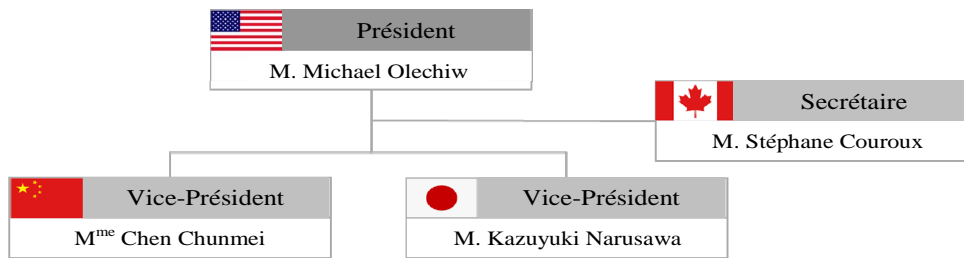 Président
M. Michael Olechiw
Secrétaire
M. Stéphane Couroux
Vice-Président
Mme Chen Chunmei
Vice-Président
M. Kazuyuki Narusawa